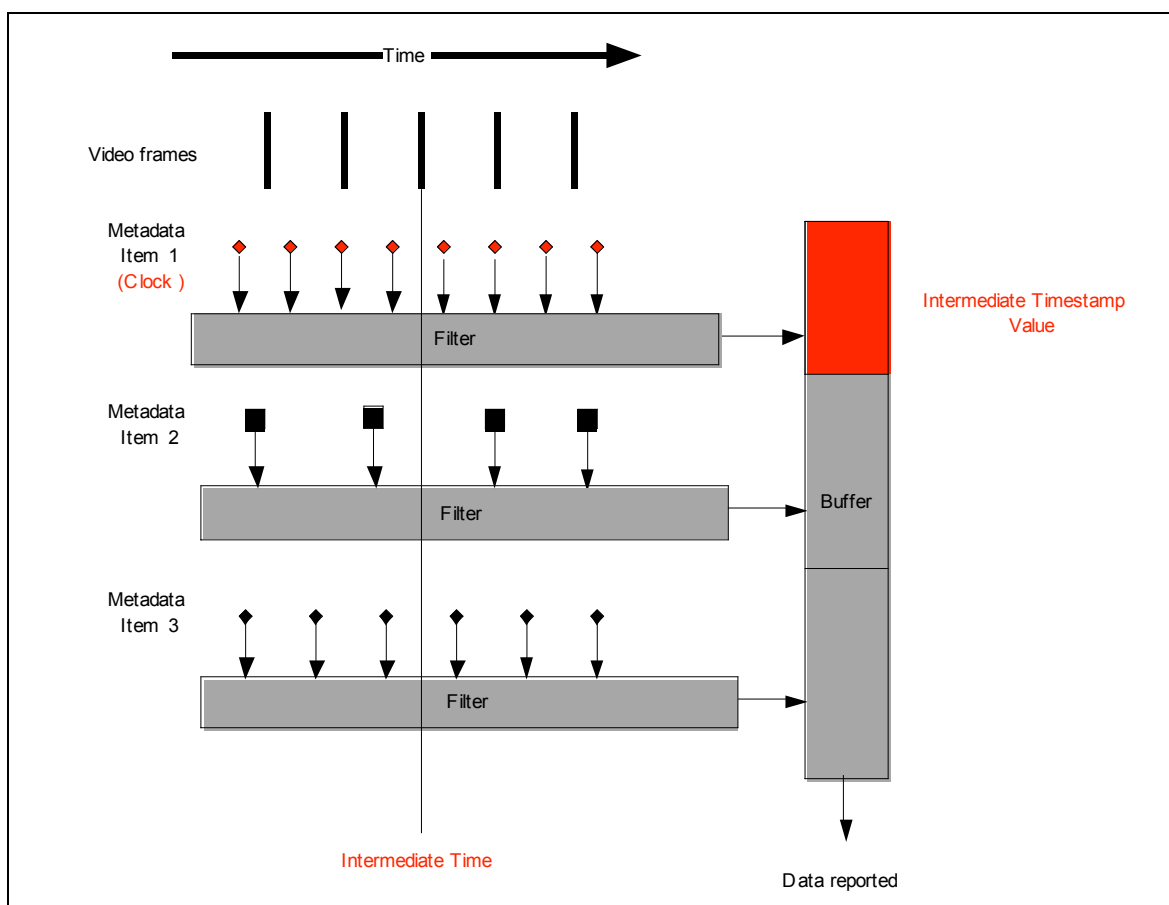 Time
Video frames
Metadata
Item 1
(Clock )
Intermediate Timestamp
Value
Filter
Metadata
Item 2
Buffer
Filter
Metadata
Item 3
Filter
Intermediate Time
Data reported